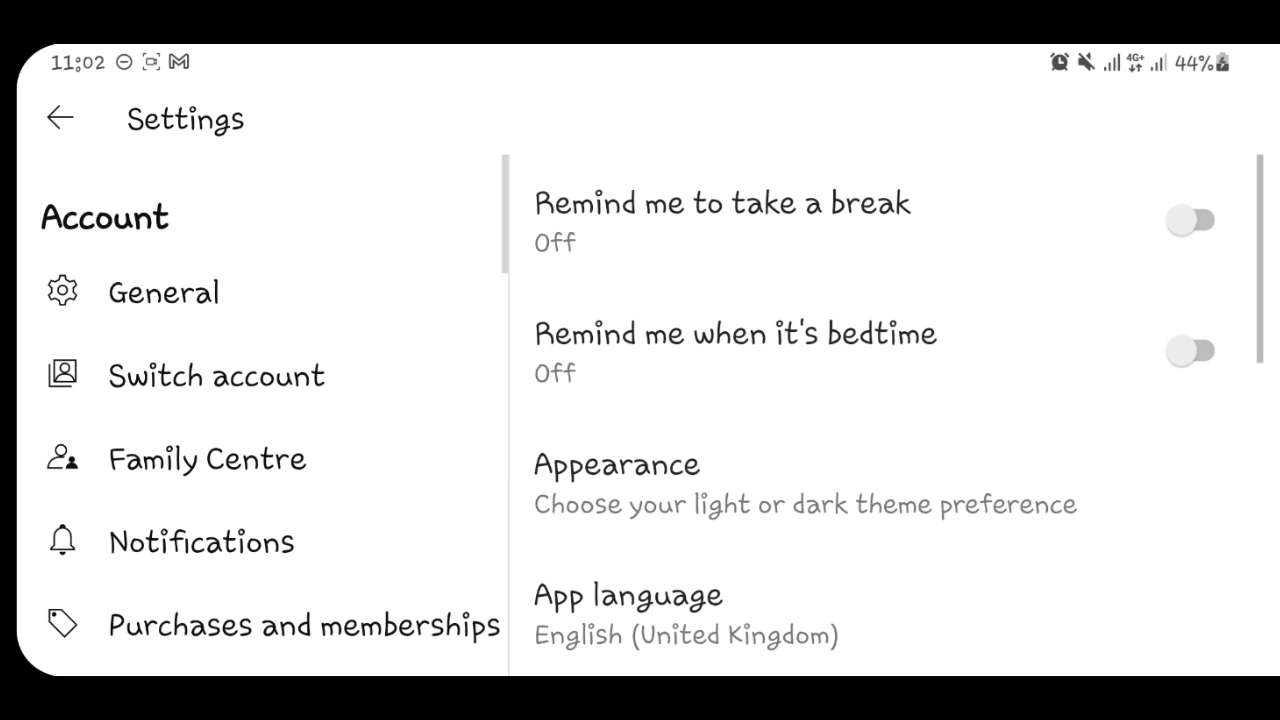 11:02
4G+
44%
Settings
Account
General
Switch account
Family Centre
Notifications
Purchases and memberships
Remind me to take a break
Off
Remind me when it's bedtime
Off
Appearance
Choose your light or dark theme preference
App language
English (United Kingdom)